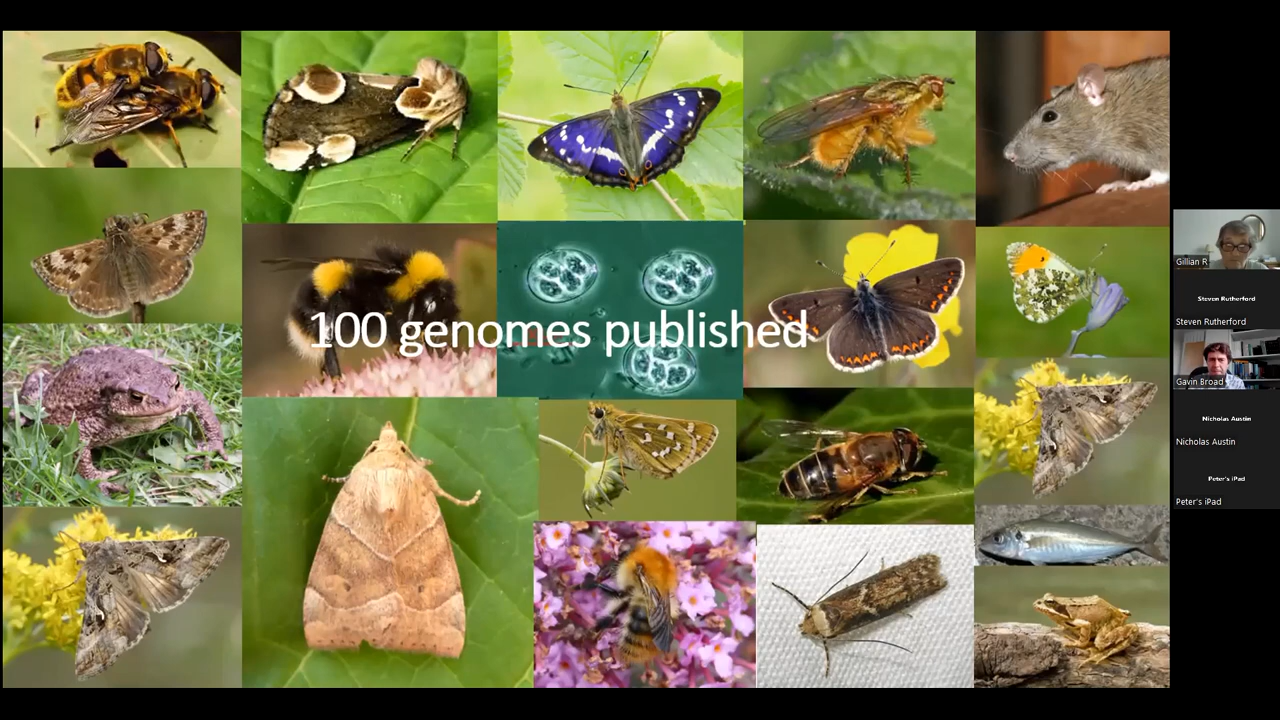 100 genomes published
Gillian R
Steven Rutherford
Steven Rutherford
Gavin Broad
Nicholas Austin
Nicholas Austin
Peter's iPad
Peter's iPad